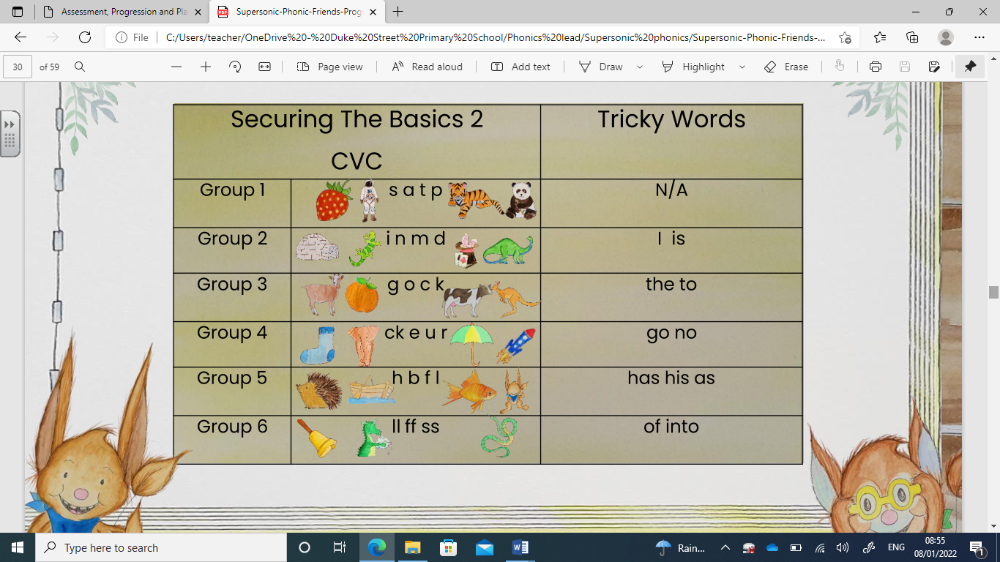 Assessment, Progression and Pla
Supersonic-Phonic-Friends-Prog
File
C:/Users/teacher/OneDrive%20-%20Duke%20Street%20Primary%20School/Phonics%20lead/Supersonic%20phonics/Supersonic-Phonic-Friends-...
30 of 59
Page view
Read aloud
Add text
Draw
Highlight
Erase
Securing The Basics 2
CVC
Tricky Words
Group 1 s a t p N/A
Group 2 i n m d I is
Group 3 g o c k the to
Group 4 ck e u r go no
Group 5 h b f l has his as
Group 6 ll ff ss of into
Type here to search
Rain...
ENG
08:55
08/01/2022
1